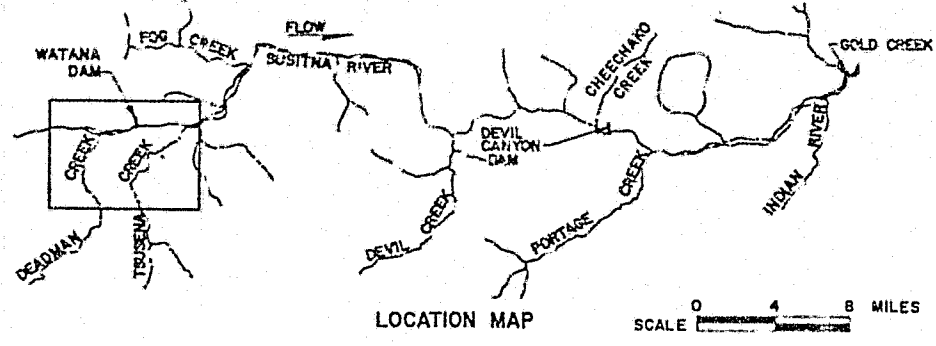 FOG CREEK
FLOW
SUSITNA RIVER
WATANA
DAM
CHEECHAKO
CREEK
GOLD CREEK
DEVIL
CANYON
DAM
CREEK
CREEK
DEADMAN
TSUSENA
DEVIL CREEK
PORTAGE CREEK
INDIAN RIVER
LOCATION MAP
0 4 8 MILES
SCALE